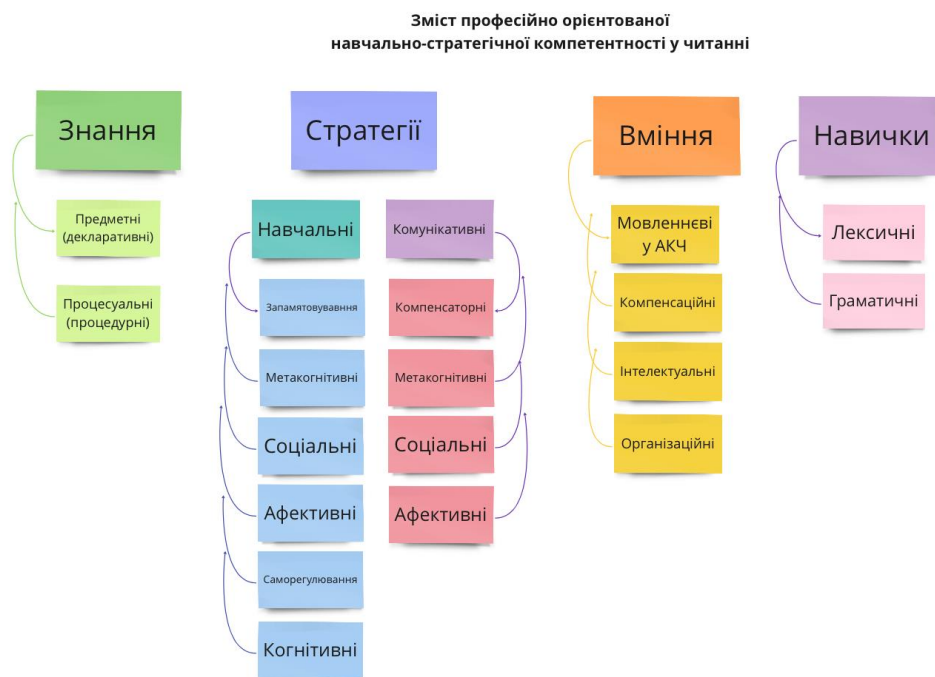 Зміст професійно орієнтованої
навчально-стратегічної компетентності у читанні
Знання
Предметні
(декларативні)
Процесуальні
(процедурні)
Стратегії
Навчальні
Запамятовувавння
Метакогнітивні
Соціальні
Афективні
Саморегулювання
Когнітивні
Комунікативні
Компенсаторні
Метакогнітивні
Соціальні
Афективні
Вміння
Мовленнєві
у АКЧ
Компенсаційні
Інтелектуальні
Організаційні
Навички
Лексичні
Граматичні